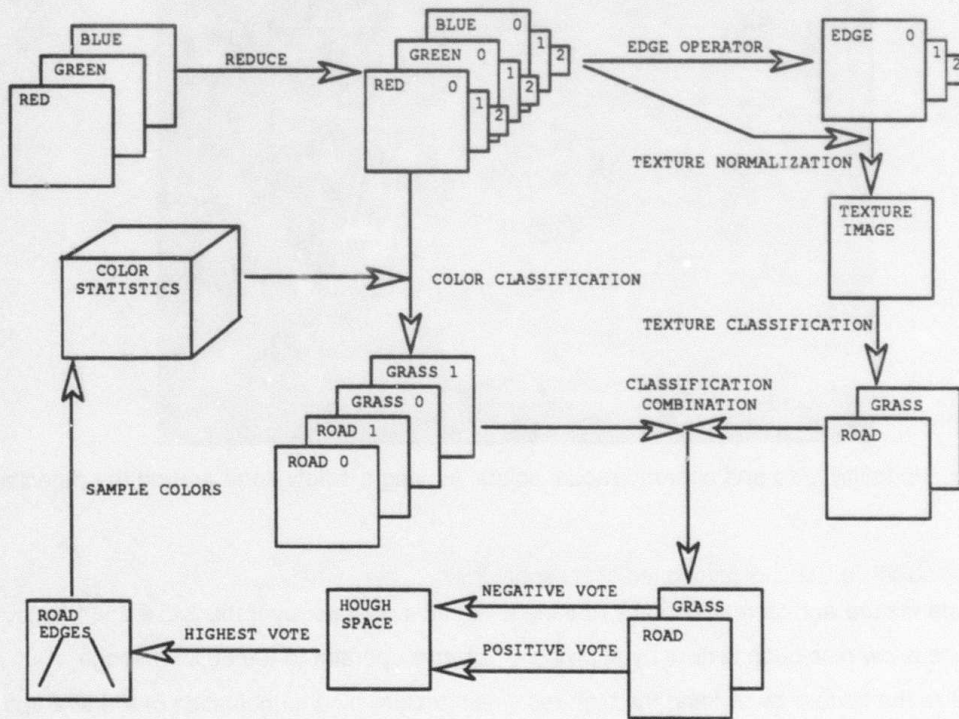 BLUE
GREEN
RED
REDUCE
BLUE 0
1
2
GREEN 0
1
2
RED 0
1
2
EDGE OPERATOR
EDGE 0
1
2
TEXTURE NORMALIZATION
TEXTURE
IMAGE
COLOR
STATISTICS
COLOR CLASSIFICATION
TEXTURE CLASSIFICATION
GRASS 1
GRASS 0
ROAD 1
ROAD 0
CLASSIFICATION
COMBINATION
GRASS
ROAD
SAMPLE COLORS
ROAD
EDGES
HIGHEST VOTE
HOUGH
SPACE
NEGATIVE VOTE
POSITIVE VOTE
GRASS
ROAD